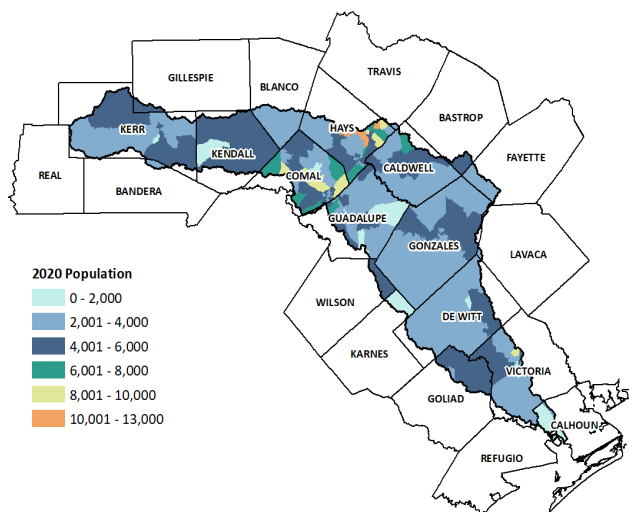 GILLESPIE
TRAVIS
BLANCO
BASTROP
KERR
HAYS
FAYETTE
KENDALL
REAL
COMAL
CALDWELL
BANDERA
GUADALUPE
GONZALES
LAVACA
2020 Population
0 - 2,000
2,001 - 4,000
4,001 - 6,000
6,001 - 8,000
8,001 - 10,000
10,001 - 13,000
WILSON
DE WITT
KARNES
VICTORIA
GOLIAD
CALHOUN
REFUGIO